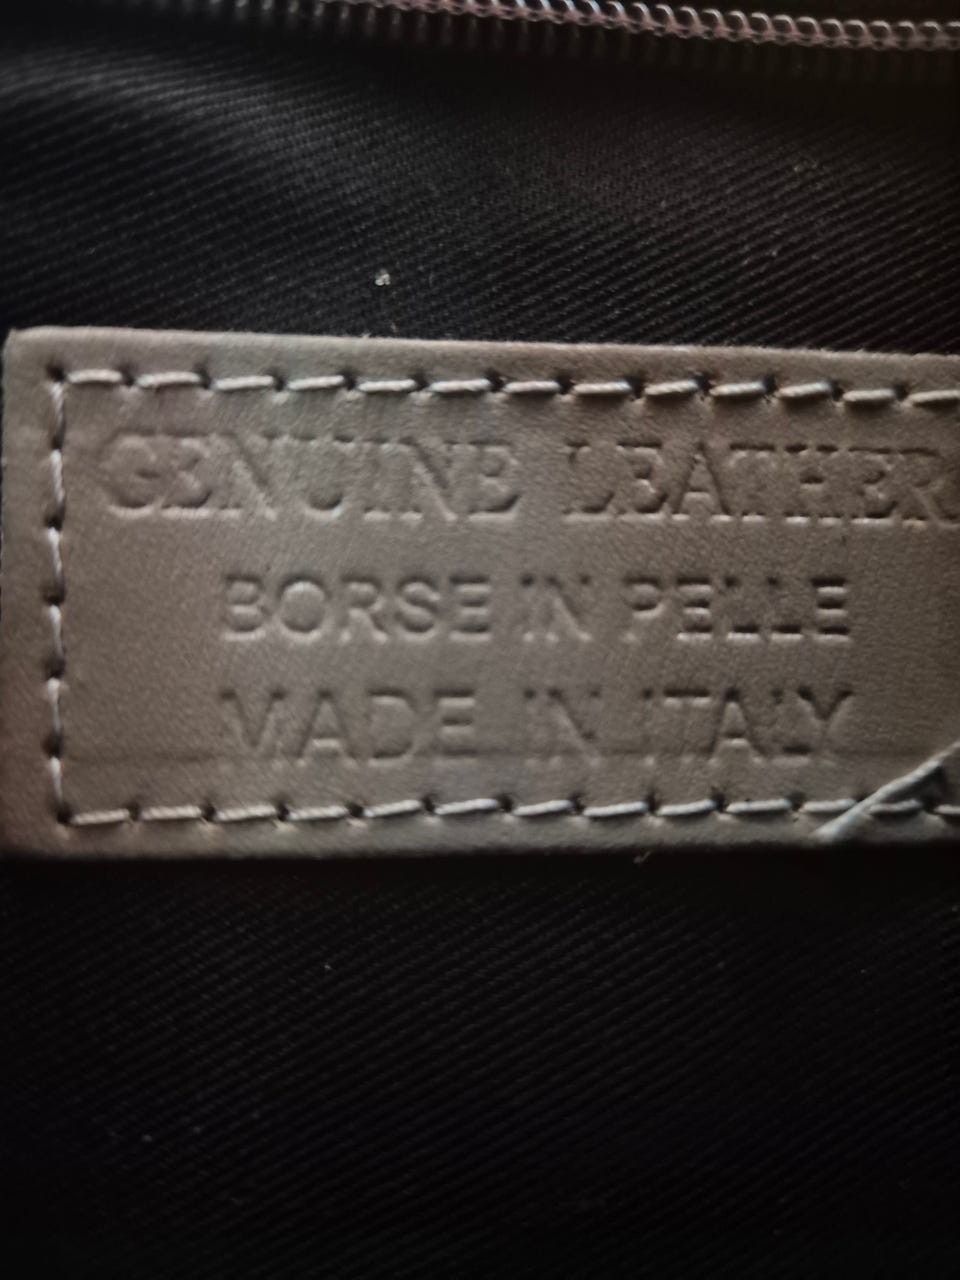 GENUINE LEATHER
BORSE IN PELLE
MADE IN ITALY